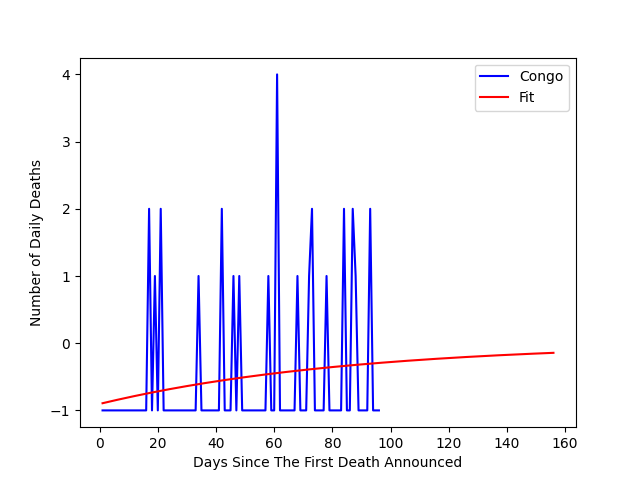 Congo
Fit
Number of Daily Deaths
4
3
2
1
0
−1
0 20 40 60 80 100 120 140 160
Days Since The First Death Announced